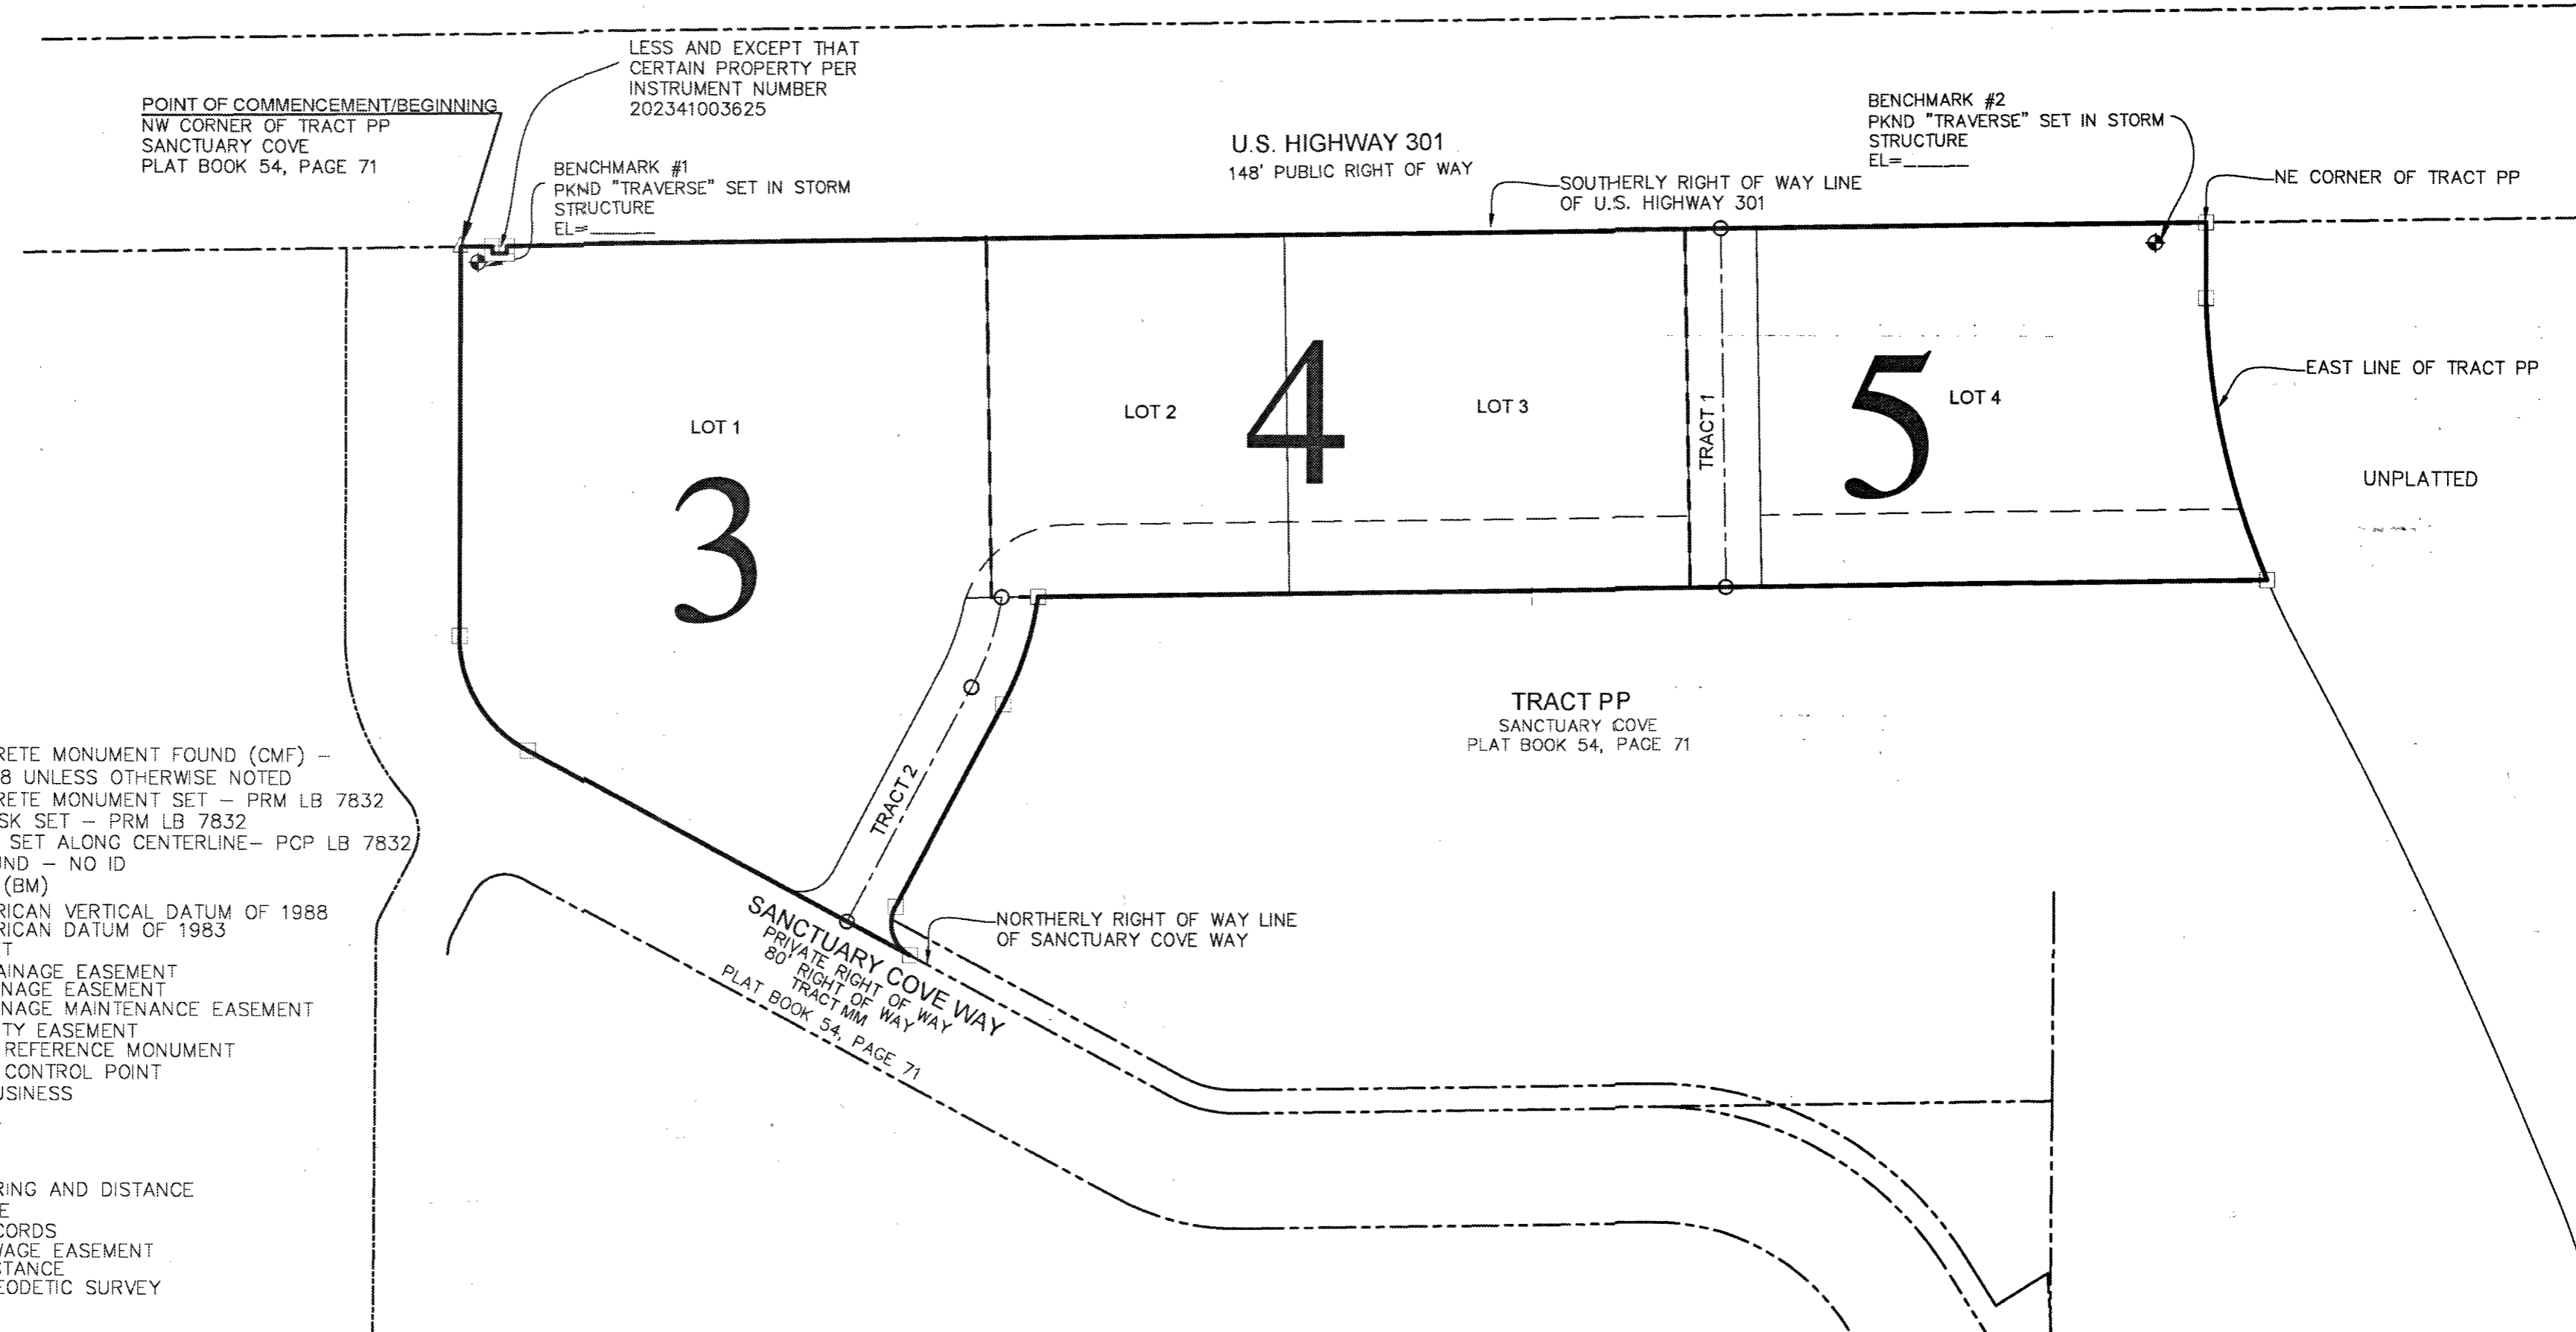 LESS AND EXCEPT THAT
CERTAIN PROPERTY PER
INSTRUMENT NUMBER
202341003625
POINT OF COMMENCEMENT/BEGINNING
NW CORNER OF TRACT PP
SANCTUARY COVE
PLAT BOOK 54, PAGE 71
BENCHMARK #1
PKND "TRAVERSE" SET IN STORM
STRUCTURE
EL=______
U.S. HIGHWAY 301
148' PUBLIC RIGHT OF WAY
SOUTHERLY RIGHT OF WAY LINE
OF U.S. HIGHWAY 301
BENCHMARK #2
PKND "TRAVERSE" SET IN STORM
STRUCTURE
EL=______
NE CORNER OF TRACT PP
EAST LINE OF TRACT PP
UNPLATTED
LOT 1
3
LOT 2
4
LOT 3
TRACT 1
5
LOT 4
TRACT 2
TRACT PP
SANCTUARY COVE
PLAT BOOK 54, PAGE 71
NORTHERLY RIGHT OF WAY LINE
OF SANCTUARY COVE WAY
SANCTUARY COVE WAY
PRIVATE RIGHT OF WAY
80' RIGHT OF WAY
TRACT MM
PLAT BOOK 54, PAGE 71
RETE MONUMENT FOUND (CMF) –
8 UNLESS OTHERWISE NOTED
RETE MONUMENT SET – PRM LB 7832
SK SET – PRM LB 7832
SET ALONG CENTERLINE– PCP LB 7832
UND – NO ID
(BM)
RICAN VERTICAL DATUM OF 1988
RICAN DATUM OF 1983
ET
AINAGE EASEMENT
NAGE EASEMENT
NAGE MAINTENANCE EASEMENT
TY EASEMENT
REFERENCE MONUMENT
CONTROL POINT
USINESS
RING AND DISTANCE
E
CORDS
WAGE EASEMENT
STANCE
EODETIC SURVEY